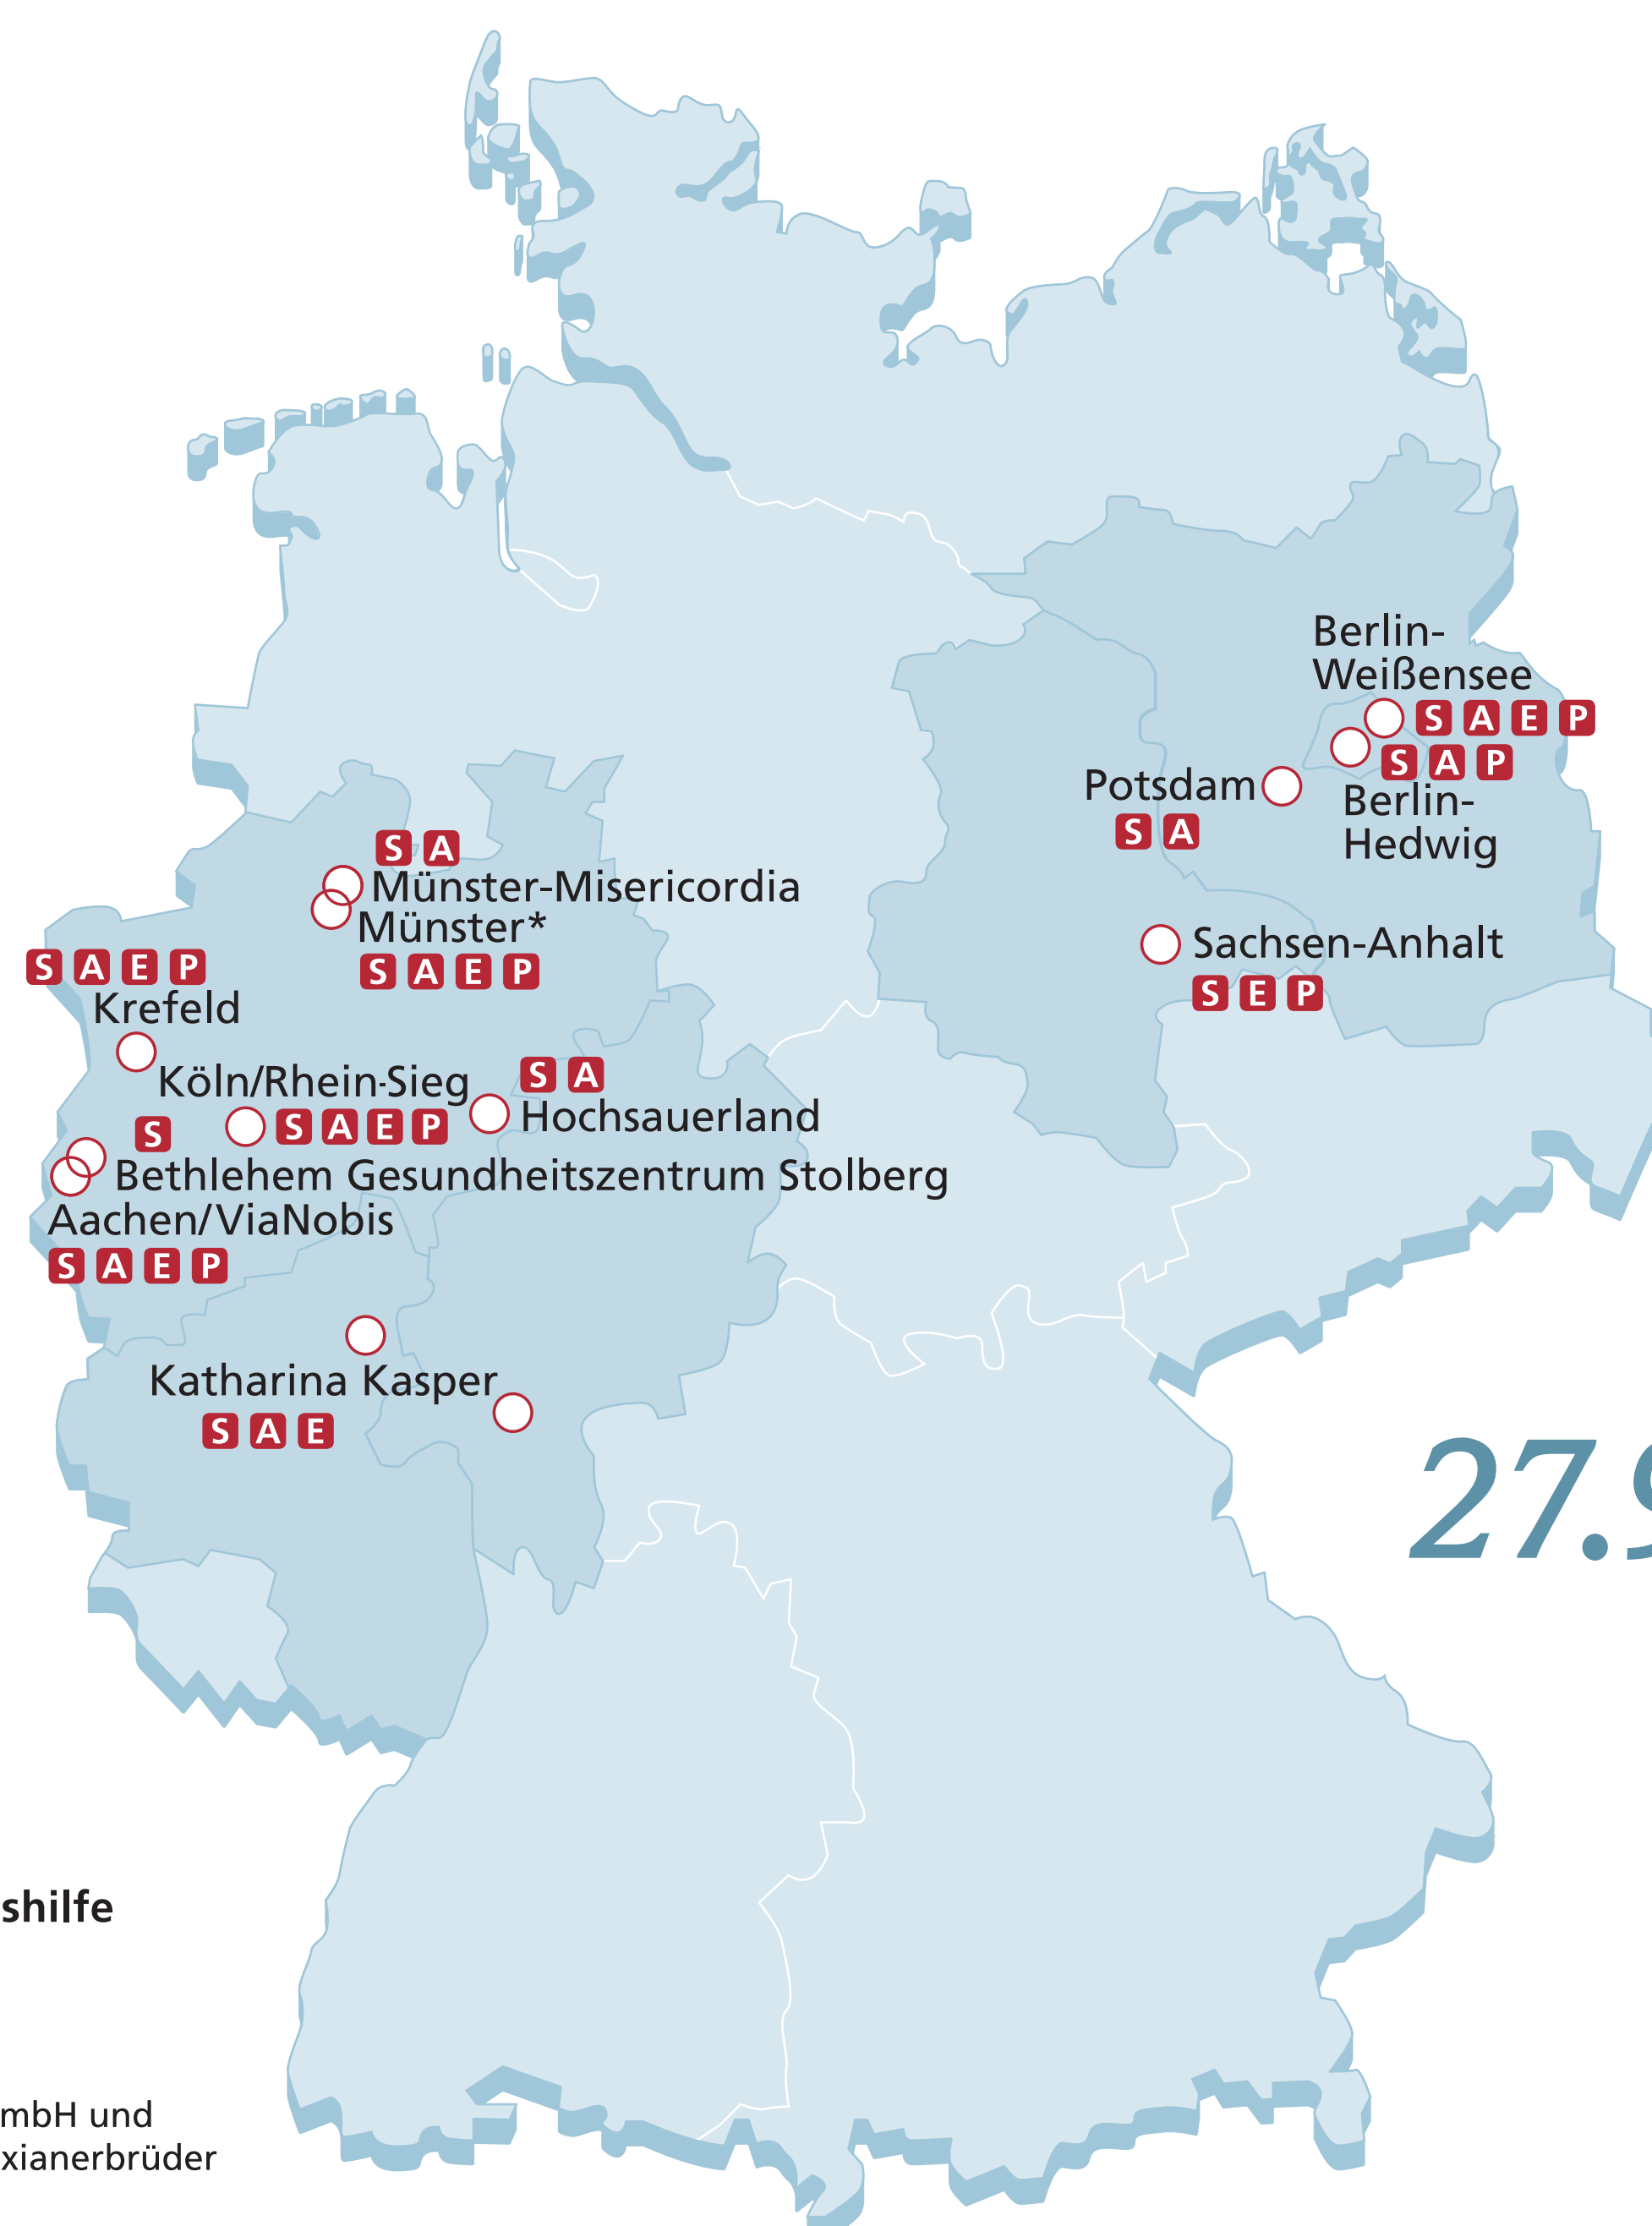 Berlin-
Weißensee
S A E P
S A P
Berlin-
Hedwig
Potsdam
S A
S A
Münster-Misericordia
Münster*
S A E P
Sachsen-Anhalt
S E P
S A E P
Krefeld
Köln/Rhein-Sieg
S A E P
S A
Hochsauerland
S
Bethlehem Gesundheitszentrum Stolberg
Aachen/ViaNobis
S A E P
Katharina Kasper
S A E
27.9
shilfe
mbH und
xianerbrüder